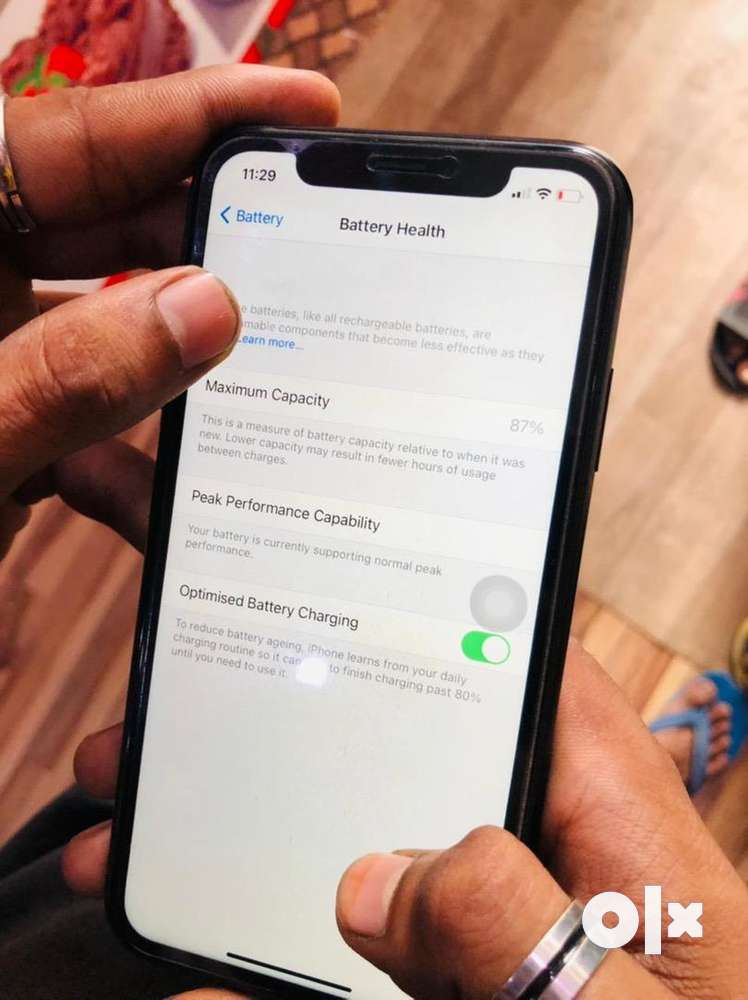 11:29
Battery
Battery Health
batteries, like all rechargeable batteries, are
components that become less effective as they
Learn more...
Maximum Capacity
87%
This is a measure of battery capacity relative to when it was
new. Lower capacity may result in fewer hours of usage
between charges.
Peak Performance Capability
Your battery is currently supporting normal peak
performance.
Optimised Battery Charging
To reduce battery ageing, iPhone learns from your daily
charging routine so it can to finish charging past 80%
until you need to use it.
olx